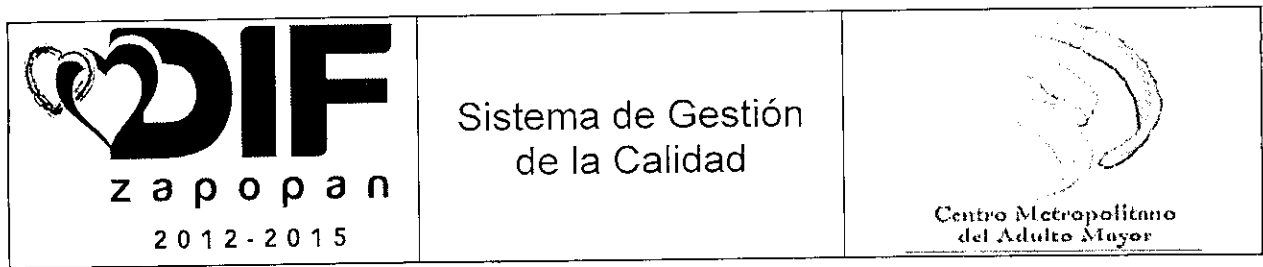 DIF
zapopan
2012-2015
Sistema de Gestión
de la Calidad
Centro Metropolitano
del Adulto Mayor